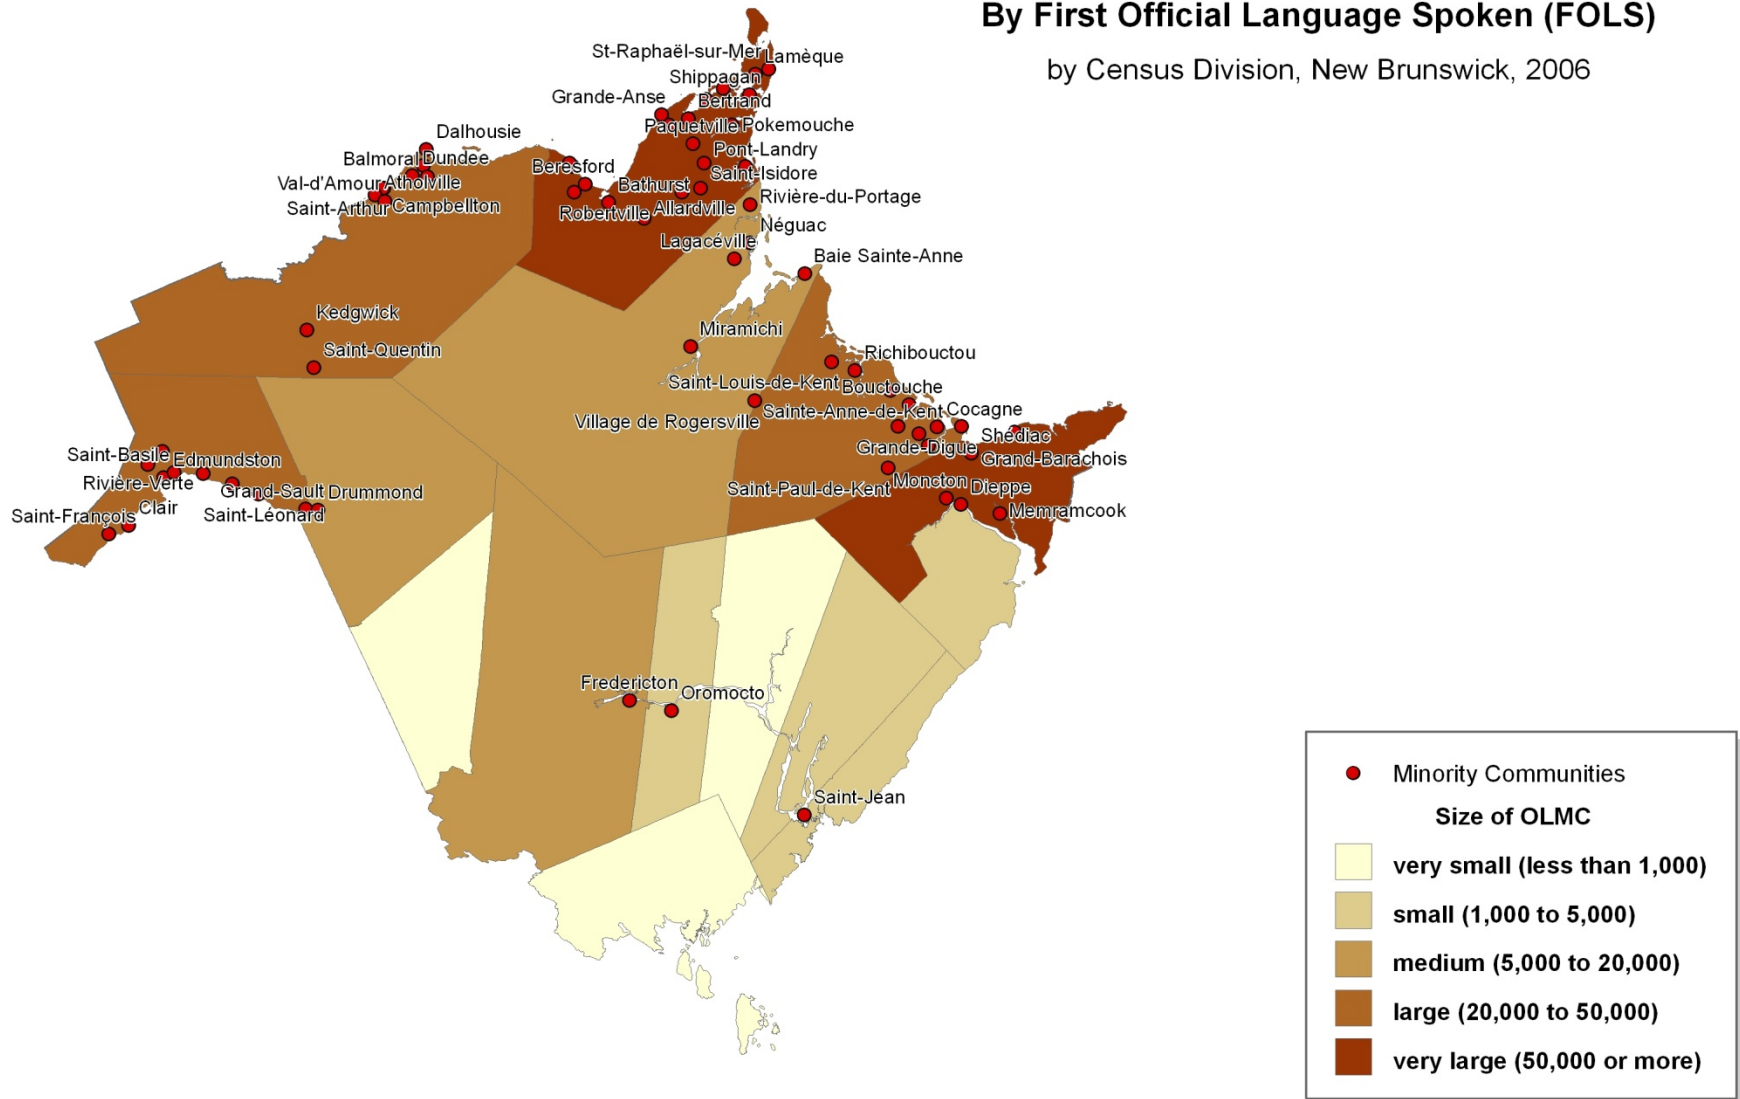 By First Official Language Spoken (FOLS)
by Census Division, New Brunswick, 2006
St-Raphaël-sur-Mer
Lamèque
Shippagan
Grande-Anse
Bertrand
Paquetville
Pokemouche
Dalhousie
Pont-Landry
Balmoral
Dundee
Beresford
Saint-Isidore
Val-d'Amour
Atholville
Bathurst
Rivière-du-Portage
Saint-Arthur
Campbellton
Robertville
Allardville
Néguac
Lagacéville
Baie Sainte-Anne
Kedgwick
Miramichi
Saint-Quentin
Richibouctou
Saint-Louis-de-Kent
Bouctouche
Village de Rogersville
Sainte-Anne-de-Kent
Cocagne
Shediac
Grande-Digue
Grand-Barachois
Saint-Basile
Edmundston
Rivière-Verte
Grand-Sault
Drummond
Saint-Paul-de-Kent
Moncton
Dieppe
Saint-François
Clair
Saint-Léonard
Memramcook
Fredericton
Oromocto
Saint-Jean
Minority Communities
Size of OLMC
very small (less than 1,000)
small (1,000 to 5,000)
medium (5,000 to 20,000)
large (20,000 to 50,000)
very large (50,000 or more)